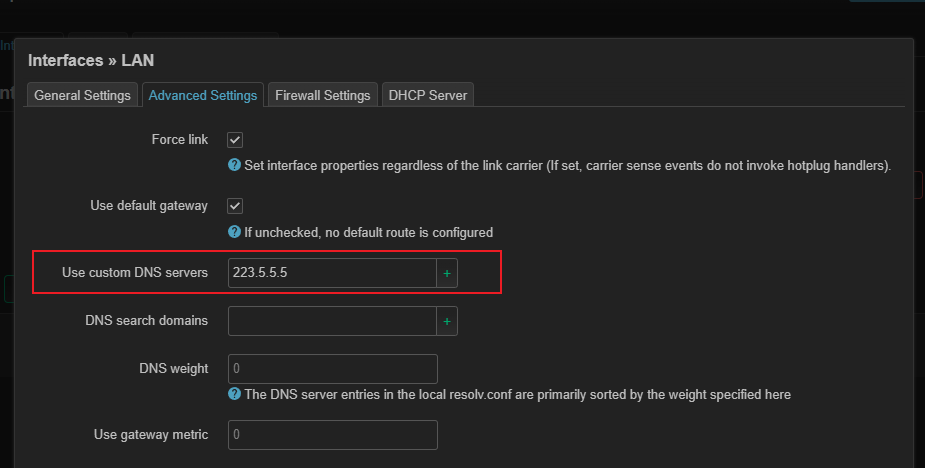 Interfaces » LAN
General Settings Advanced Settings Firewall Settings DHCP Server
Force link
Set interface properties regardless of the link carrier (If set, carrier sense events do not invoke hotplug handlers).
Use default gateway
If unchecked, no default route is configured
Use custom DNS servers 223.5.5.5 +
DNS search domains +
DNS weight 0
The DNS server entries in the local resolv.conf are primarily sorted by the weight specified here
Use gateway metric 0